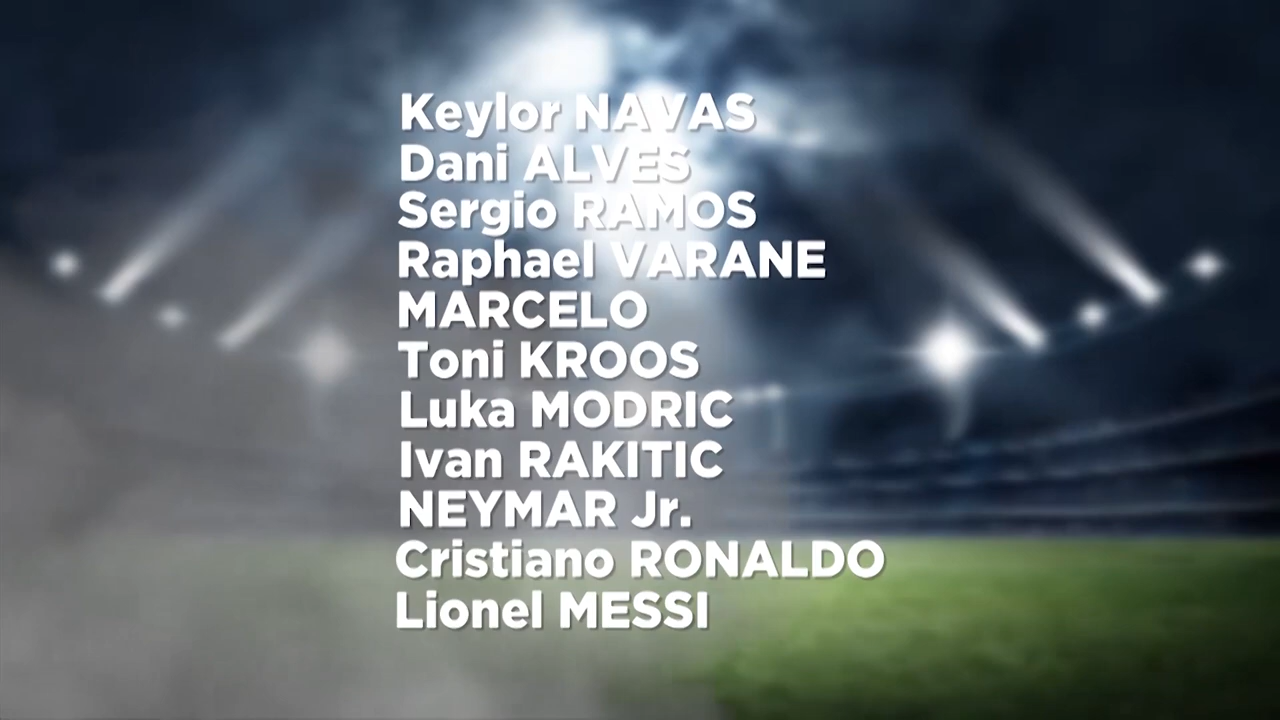 Keylor NAVAS
Dani ALVES
Sergio RAMOS
Raphael VARANE
MARCELO
Toni KROOS
Luka MODRIC
Ivan RAKITIC
NEYMAR Jr.
Cristiano RONALDO
Lionel MESSI